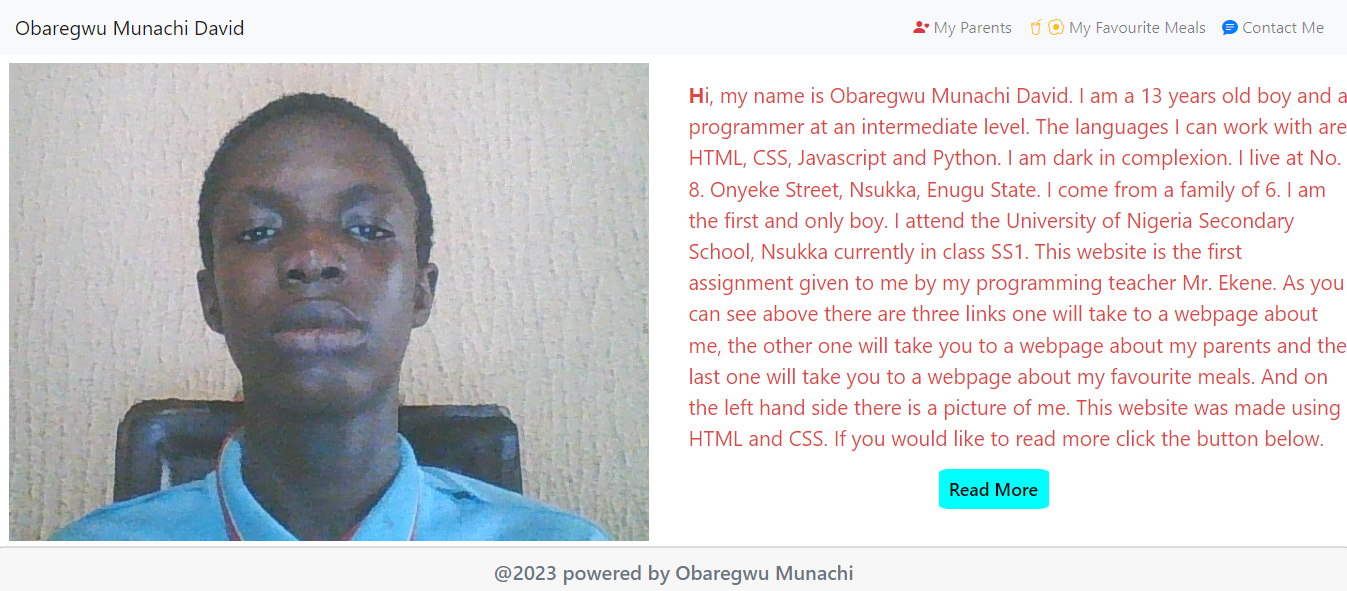 Obaregwu Munachi David
My Parents My Favourite Meals Contact Me
Hi, my name is Obaregwu Munachi David. I am a 13 years old boy and a
programmer at an intermediate level. The languages I can work with are
HTML, CSS, Javascript and Python. I am dark in complexion. I live at No.
8. Onyeke Street, Nsukka, Enugu State. I come from a family of 6. I am
the first and only boy. I attend the University of Nigeria Secondary
School, Nsukka currently in class SS1. This website is the first
assignment given to me by my programming teacher Mr. Ekene. As you
can see above there are three links one will take to a webpage about
me, the other one will take you to a webpage about my parents and the
last one will take you to a webpage about my favourite meals. And on
the left hand side there is a picture of me. This website was made using
HTML and CSS. If you would like to read more click the button below.
Read More
@2023 powered by Obaregwu Munachi